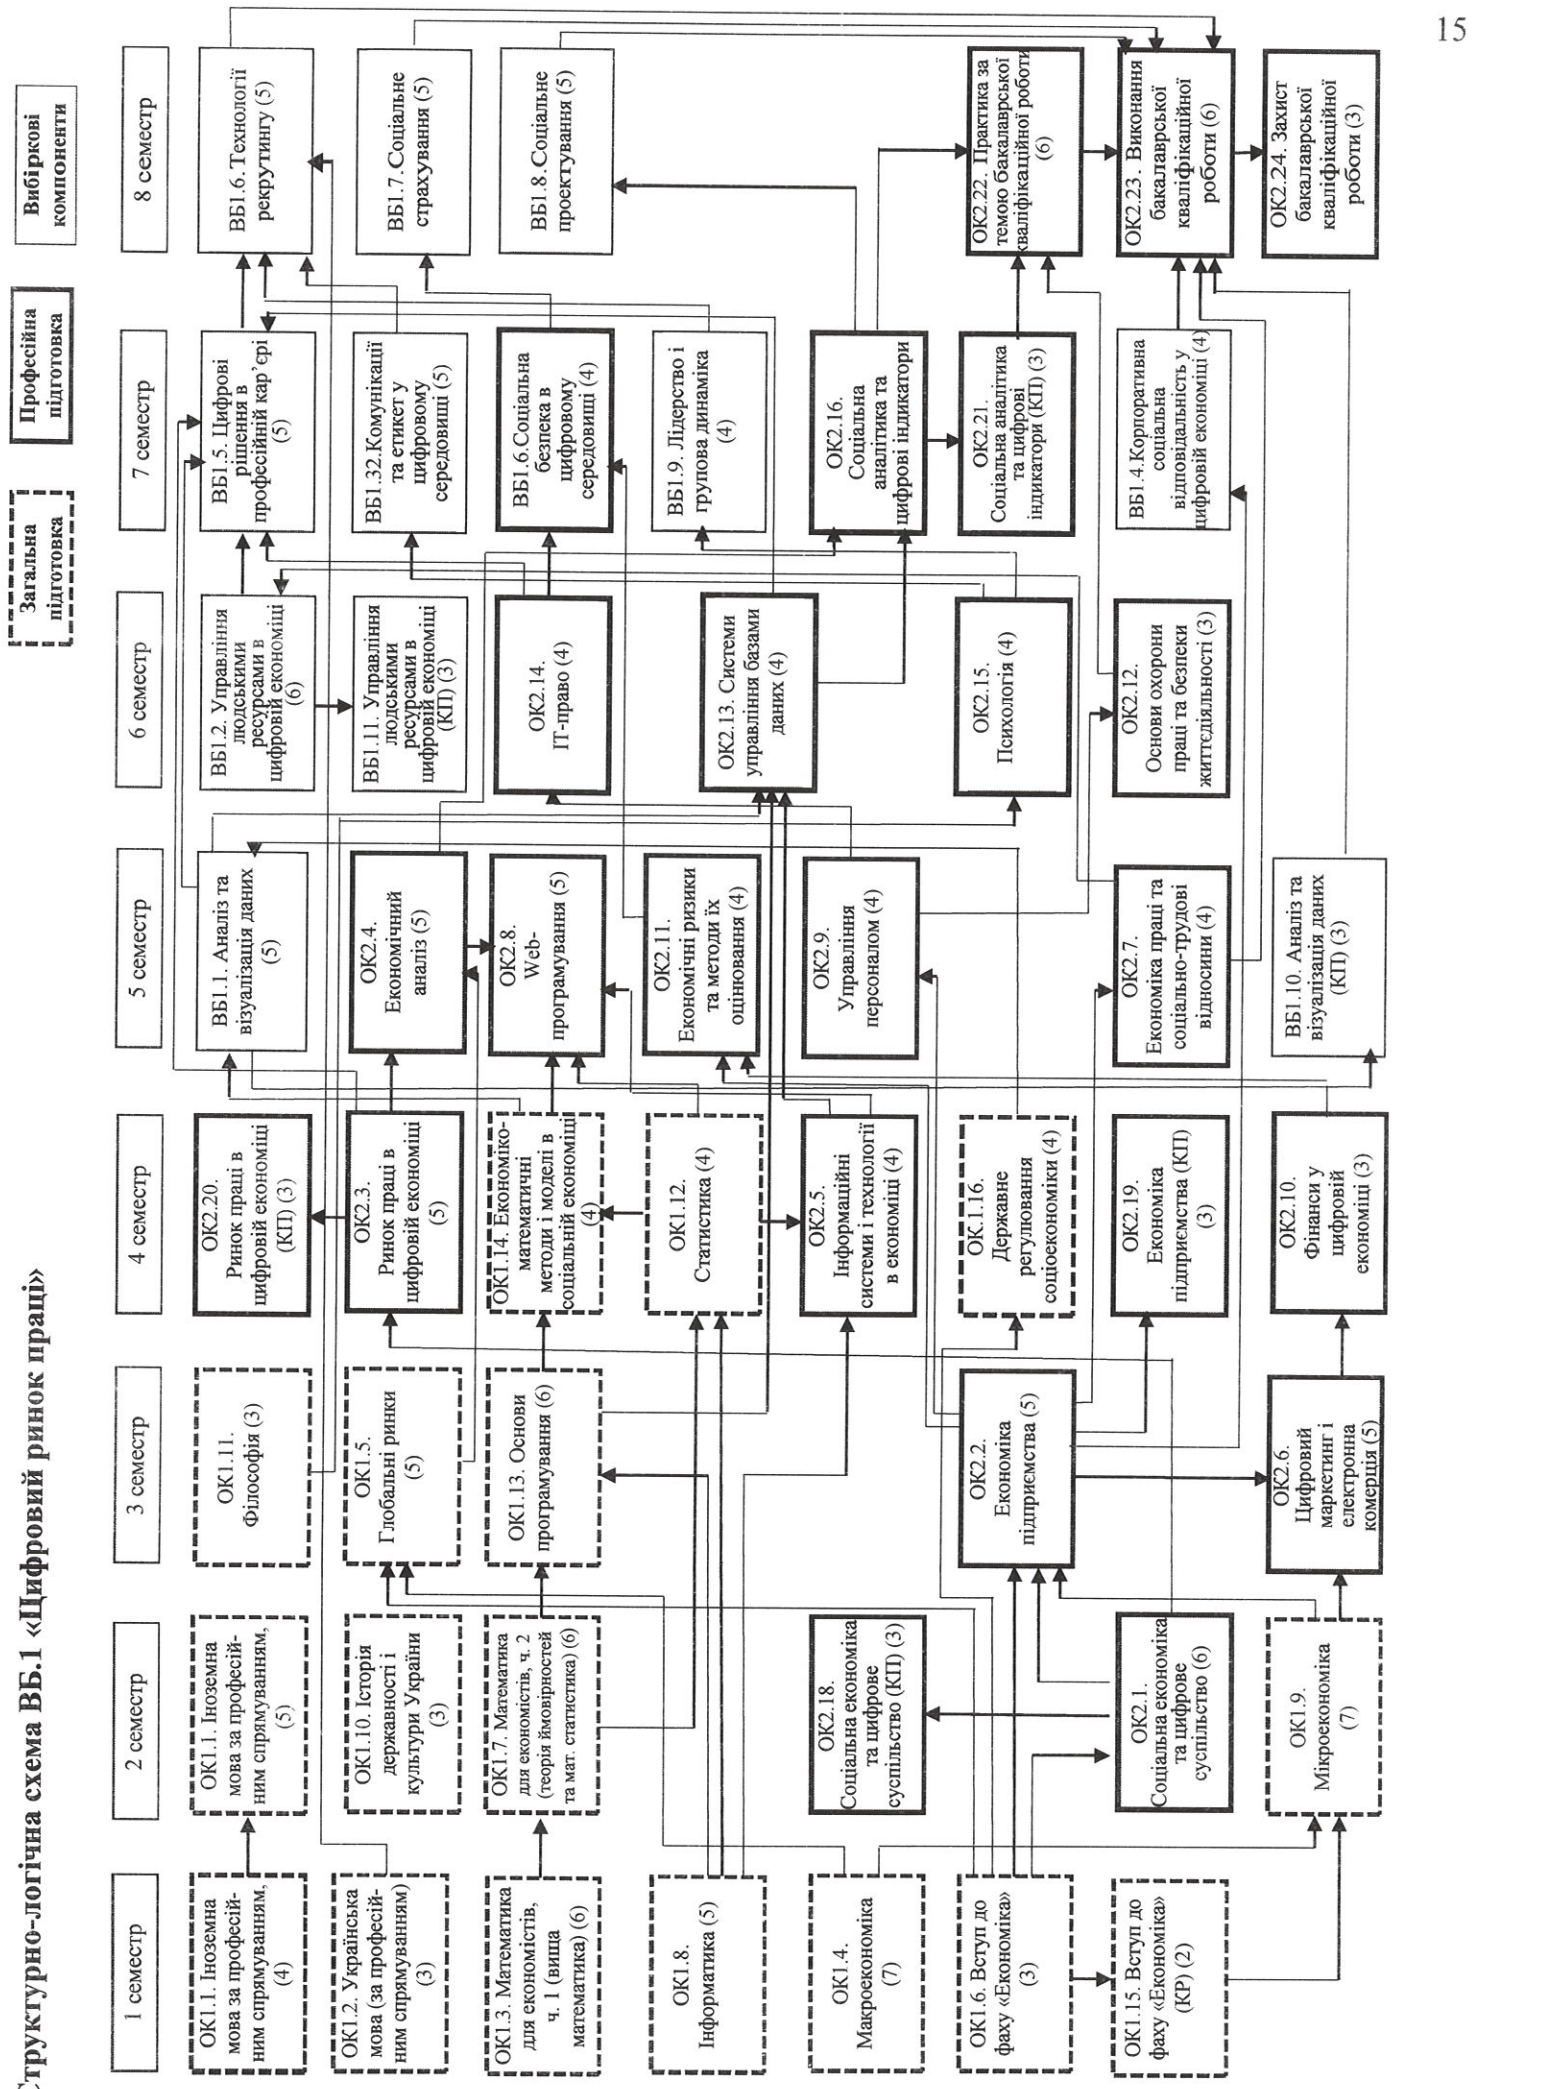 15
Структурно-логічна схема ВБ.1 «Цифровий ринок праці»
Загальна
підготовка
Професійна
підготовка
Вибіркові
компоненти
1 семестр
2 семестр
3 семестр
4 семестр
5 семестр
6 семестр
7 семестр
8 семестр
ОК1.1. Іноземна
мова за професій-
ним спрямуванням,
(4)
ОК1.2. Українська
мова (за професій-
ним спрямуванням)
(3)
ОК1.3. Математика
для економістів,
ч. 1 (вища
математика) (6)
ОК1.8.
Інформатика (5)
ОК1.4.
Макроекономіка
(7)
ОК1.6. Вступ до
фаху «Економіка»
(3)
ОК1.15. Вступ до
фаху «Економіка»
(КР) (2)
ОК1.1. Іноземна
мова за професій-
ним спрямуванням,
(5)
ОК1.10. Історія
державності і
культури України
(3)
ОК1.7. Математика
для економістів, ч. 2
(теорія ймовірностей
та мат. статистика) (6)
ОК2.18.
Соціальна економіка
та цифрове
суспільство (КП) (3)
ОК2.1.
Соціальна економіка
та цифрове
суспільство (6)
ОК1.9.
Мікроекономіка
(7)
ОК1.11.
Філософія (3)
ОК1.5.
Глобальні ринки
(5)
ОК1.13. Основи
програмування (6)
ОК2.2.
Економіка
підприємства (5)
ОК2.6.
Цифровий
маркетинг і
електронна
комерція (5)
ОК2.20.
Ринок праці в
цифровій економіці
(КП) (3)
ОК2.3.
Ринок праці в
цифровій економіці
(5)
ОК1.14. Економіко-
математичні
методи і моделі в
соціальній економіці
(4)
ОК1.12.
Статистика (4)
ОК2.5.
Інформаційні
системи і технології
в економіці (4)
ОК.1.16.
Державне
регулювання
соціоекономіки (4)
ОК2.19.
Економіка
підприємства (КП)
(3)
ОК2.10.
Фінанси у
цифровій
економіці (3)
ВБ1.1. Аналіз та
візуалізація даних
(5)
ОК2.4.
Економічний
аналіз (5)
ОК2.8.
Web-
програмування (5)
ОК2.11.
Економічні ризики
та методи їх
оцінювання (4)
ОК2.9.
Управління
персоналом (4)
ОК2.7.
Економіка праці та
соціально-трудові
відносини (4)
ВБ1.10. Аналіз та
візуалізація даних
(КП) (3)
ВБ1.2. Управління
людськими
ресурсами в
цифровій економіці
(6)
ВБ1.11. Управління
людськими
ресурсами в
цифровій економіці
(КП) (3)
ОК2.14.
ІТ-право (4)
ОК2.13. Системи
управління базами
даних (4)
ОК2.15.
Психологія (4)
ОК2.12.
Основи охорони
праці та безпеки
життєдіяльності (3)
ВБ1.5. Цифрові
рішення в
професійній кар’єрі
(5)
ВБ1.32.Комунікації
та етикет у
цифровому
середовищі (5)
ВБ1.6.Соціальна
безпека в
цифровому
середовищі (4)
ВБ1.9. Лідерство і
групова динаміка
(4)
ОК2.16.
Соціальна
аналітика та
цифрові індикатори
ОК2.21.
Соціальна аналітика
та цифрові
індикатори (КП) (3)
ВБ1.4.Корпоративна
соціальна
відповідальність у
цифровій економіці (4)
ВБ1.6.Технології
рекрутингу (5)
ВБ1.7.Соціальне
страхування (5)
ВБ1.8.Соціальне
проектування (5)
ОК2.22. Практика за
темою бакалаврської
кваліфікаційної роботи
(6)
ОК2.23. Виконання
бакалаврської
кваліфікаційної
роботи (6)
ОК2.24. Захист
бакалаврської
кваліфікаційної
роботи (3)